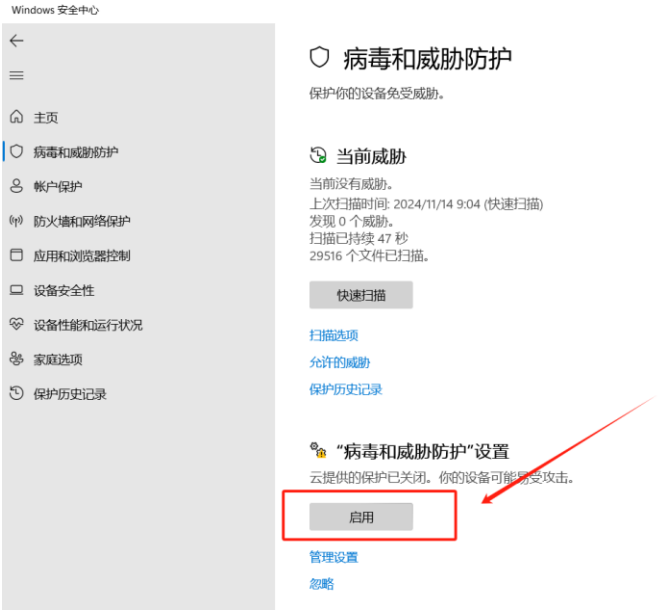 Windows 安全中心
主页
病毒和威胁防护
帐户保护
防火墙和网络保护
应用和浏览器控制
设备安全性
设备性能和运行状况
家庭选项
保护历史记录
病毒和威胁防护
保护你的设备免受威胁。
当前威胁
当前没有威胁。
上次扫描时间: 2024/11/14 9:04 (快速扫描)
发现 0 个威胁。
扫描已持续 47 秒
29516 个文件已扫描。
快速扫描
扫描选项
允许的威胁
保护历史记录
“病毒和威胁防护”设置
云提供的保护已关闭。你的设备可能易受攻击。
启用
管理设置
忽略